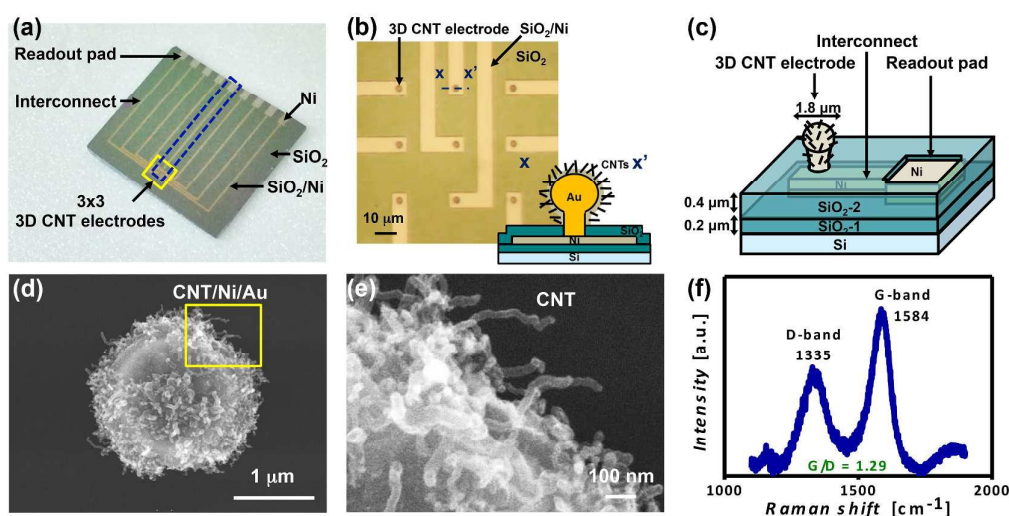 (a)
Readout pad
Interconnect
Ni
SiO2
SiO2/Ni
3x3
3D CNT electrodes
(b)
3D CNT electrode
SiO2/Ni
SiO2
x x'
x
CNTs x'
Au
10 μm
SiO2
Ni
Si
(c)
Interconnect
3D CNT
electrode
Readout pad
1.8 μm
Ni
Ni
0.4 μm
SiO2-2
0.2 μm
SiO2-1
Si
(d)
CNT/Ni/Au
1 μm
(e)
CNT
100 nm
(f)
G-band
1584
D-band
1335
Intensity [a.u.]
G/D = 1.29
1000
1500
2000
Raman shift [cm-1]